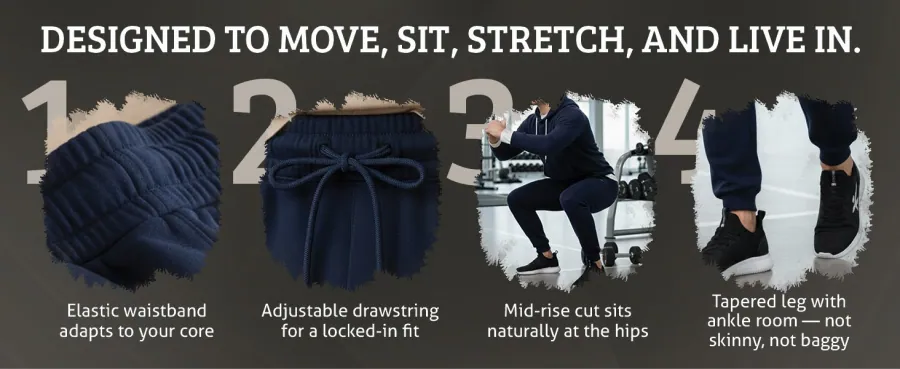 DESIGNED TO MOVE, SIT, STRETCH, AND LIVE IN.
1
Elastic waistband
adapts to your core
2
Adjustable drawstring
for a locked-in fit
3
Mid-rise cut sits
naturally at the hips
4
Tapered leg with
ankle room — not
skinny, not baggy